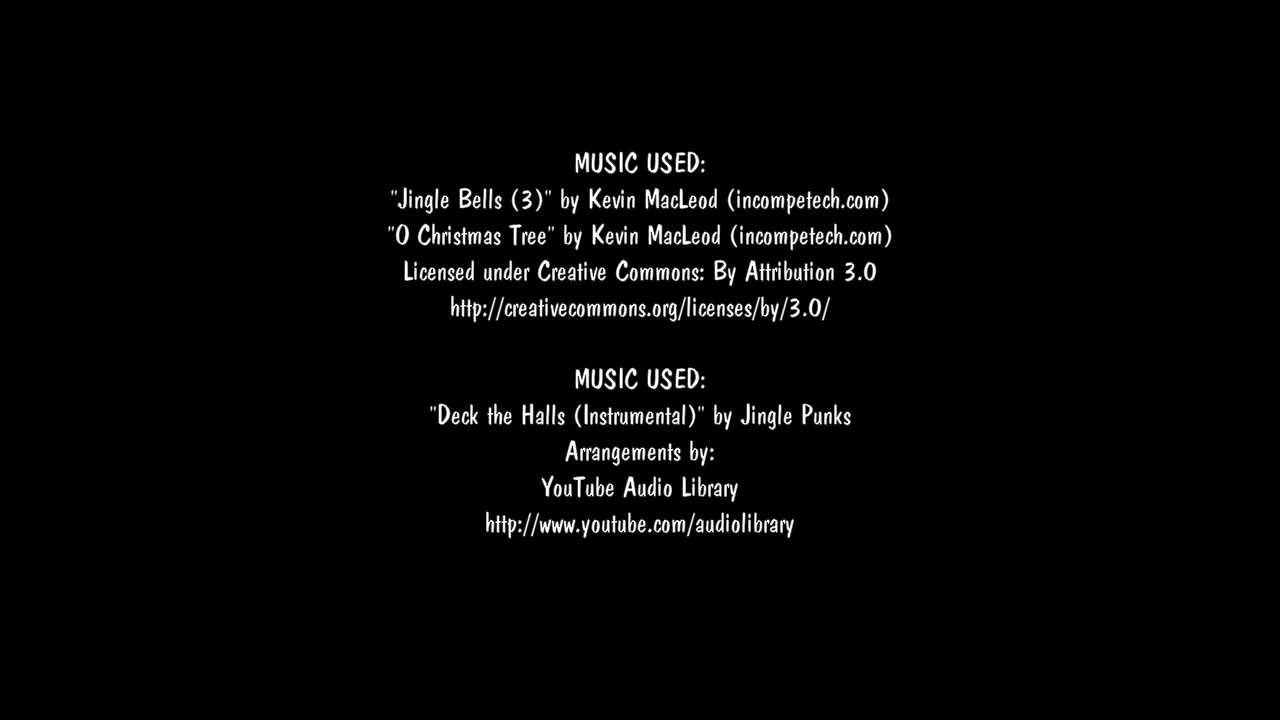 MUSIC USED:
"Jingle Bells (3)" by Kevin MacLeod (incompetech.com)
"O Christmas Tree" by Kevin MacLeod (incompetech.com)
Licensed under Creative Commons: By Attribution 3.0
http://creativecommons.org/licenses/by/3.0/
MUSIC USED:
"Deck the Halls (Instrumental)" by Jingle Punks
Arrangements by:
YouTube Audio Library
http://www.youtube.com/audiolibrary